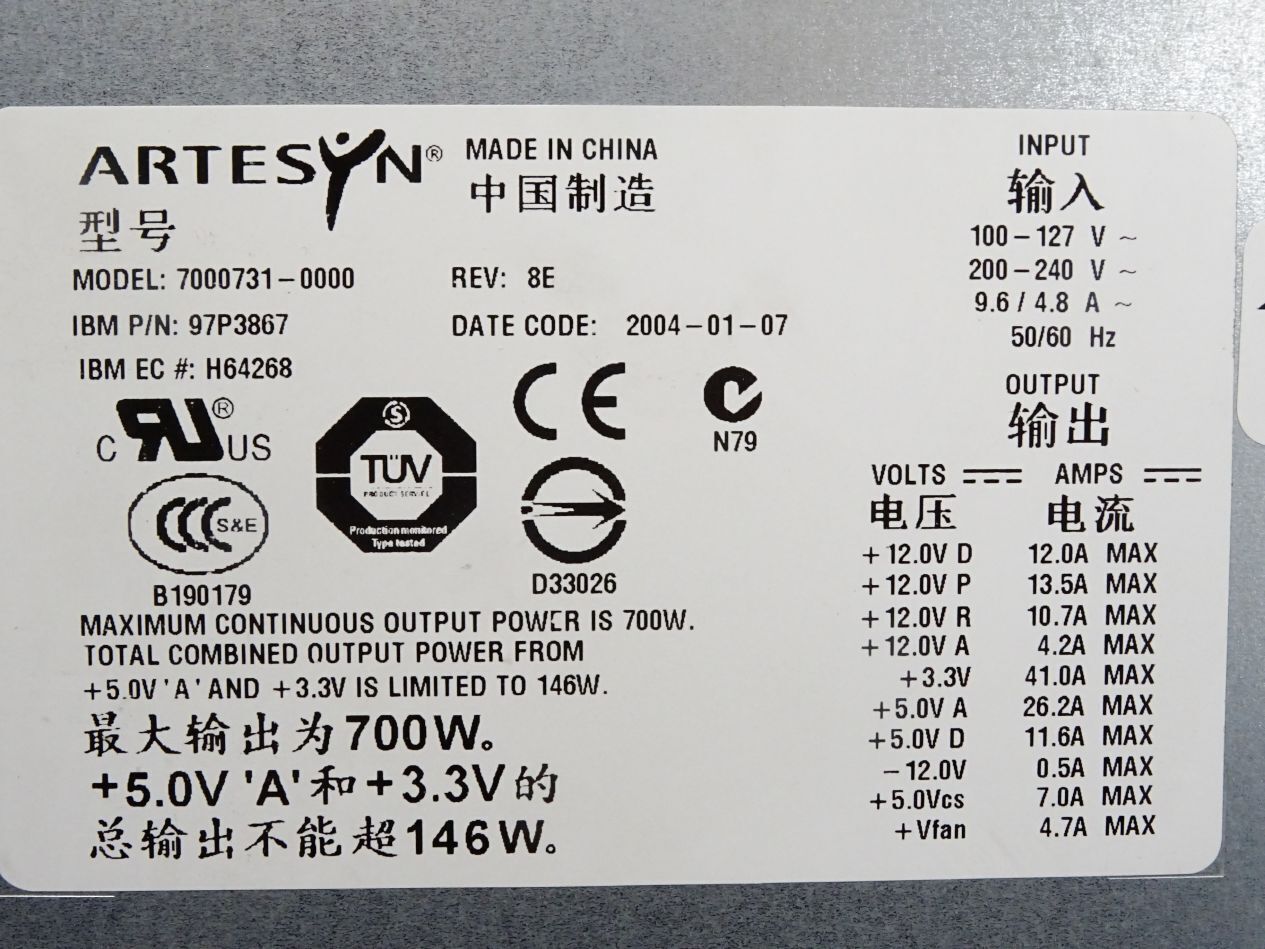 ARTESYN®
MADE IN CHINA
中国制造
型号
MODEL: 7000731-0000
REV: 8E
IBM P/N: 97P3867
DATE CODE: 2004-01-07
IBM EC #: H64268
C RU® US
CE
N79
TÜV
PRODUCT SERVICE
Production monitored
Type tested
CCC S&E
B190179
D33026
MAXIMUM CONTINUOUS OUTPUT POWER IS 700W.
TOTAL COMBINED OUTPUT POWER FROM
+5.0V 'A' AND +3.3V IS LIMITED TO 146W.
最大输出为700W。
+5.0V 'A' 和 +3.3V的
总输出不能超146W。
INPUT
输入
100-127 V ~
200-240 V ~
9.6 / 4.8 A ~
50/60 Hz
OUTPUT
输出
VOLTS AMPS
电压 电流
+12.0V D 12.0A MAX
+12.0V P 13.5A MAX
+12.0V R 10.7A MAX
+12.0V A 4.2A MAX
+3.3V 41.0A MAX
+5.0V A 26.2A MAX
+5.0V D 11.6A MAX
-12.0V 0.5A MAX
+5.0Vcs 7.0A MAX
+Vfan 4.7A MAX